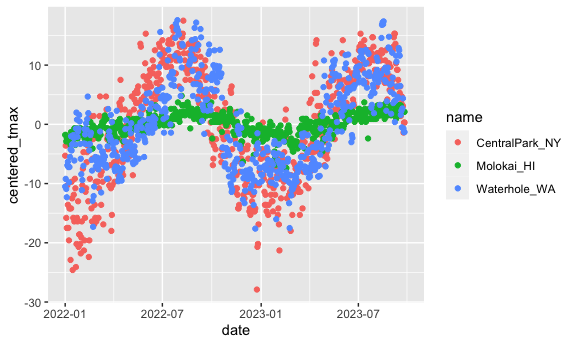 centered_tmax
10
0
-10
-20
-30
2022-01
2022-07
2023-01
2023-07
date
name
CentralPark_NY
Molokai_HI
Waterhole_WA